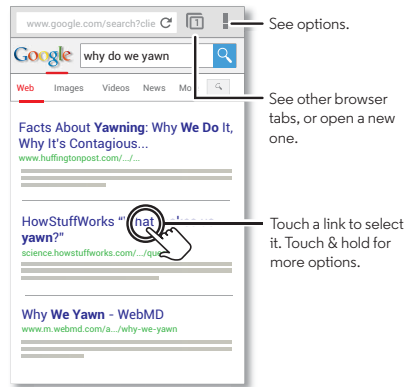 www.google.com/search?clie
1
See options.
Google
why do we yawn
Web Images Videos News Mo
See other browser
tabs, or open a new
one.
Facts About Yawning: Why We Do It,
Why It's Contagious...
www.huffingtonpost.com/.../...
HowStuffWorks "What
yawn?"
science.howstuffworks.com/.../que
Touch a link to select
it. Touch & hold for
more options.
Why We Yawn - WebMD
www.m.webmd.com/a.../why-we-yawn